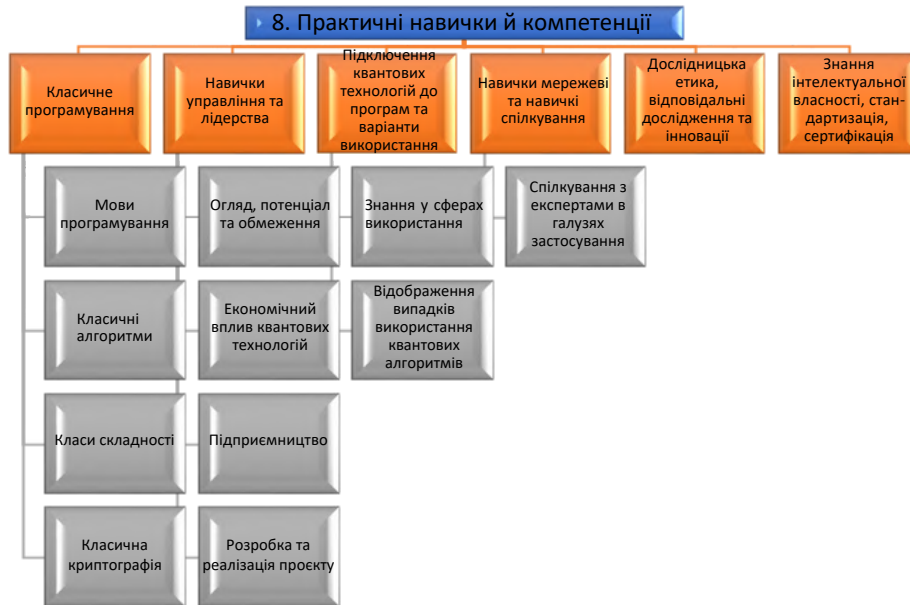 8. Практичні навички й компетенції
Класичне
програмування
Навички
управління та
лідерства
Підключення
квантових
технологій до
програм та
варіанти
використання
Навички мережеві
та навичкі
спілкування
Дослідницька
етика,
відповідальні
дослідження та
інновації
Знання
інтелектуальної
власності, стан-
дартизація,
сертифікація
Мови
програмування
Огляд, потенціал
та обмеження
Знання у сферах
використання
Спілкування з
експертами в
галузях
застосування
Класичні
алгоритми
Економічний
вплив квантових
технологій
Відображення
випадків
використання
квантових
алгоритмів
Класи складності
Підприємництво
Класична
криптографія
Розробка та
реалізація проєкту